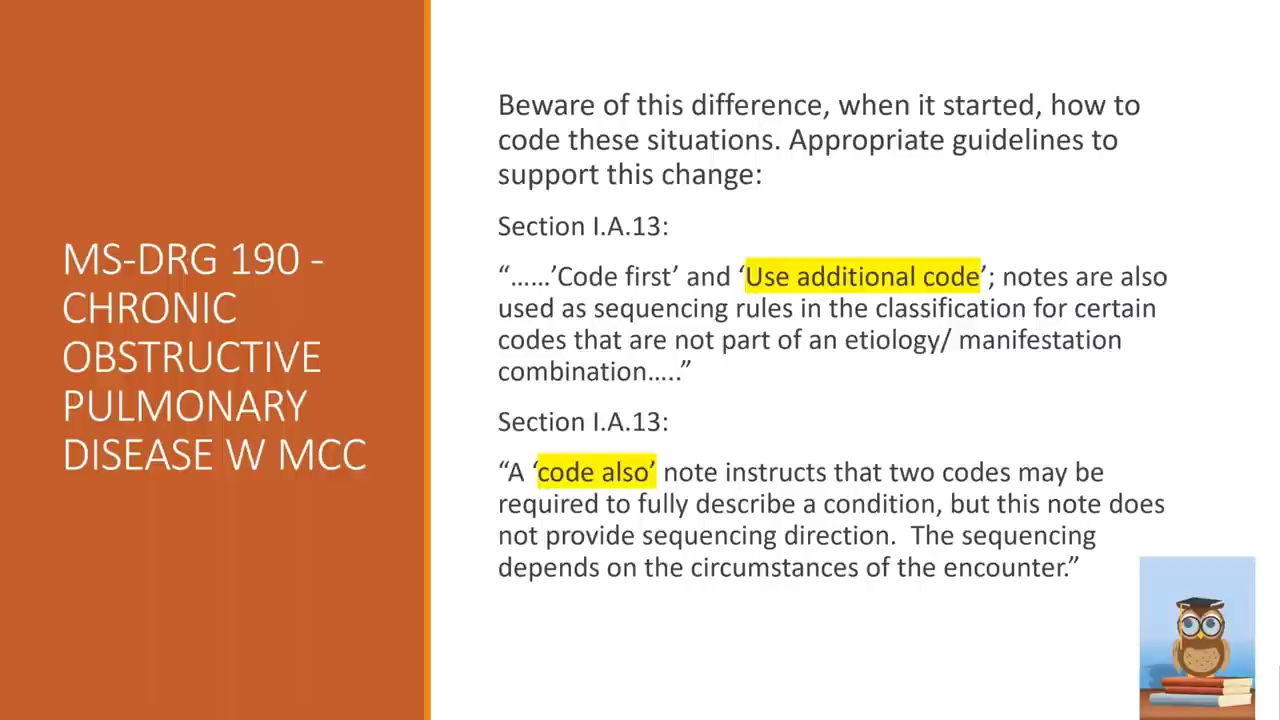 MS-DRG 190 -
CHRONIC
OBSTRUCTIVE
PULMONARY
DISEASE W MCC
Beware of this difference, when it started, how to
code these situations. Appropriate guidelines to
support this change:
Section I.A.13:
“……’Code first’ and ‘Use additional code’; notes are also
used as sequencing rules in the classification for certain
codes that are not part of an etiology/ manifestation
combination…..”
Section I.A.13:
“A ‘code also’ note instructs that two codes may be
required to fully describe a condition, but this note does
not provide sequencing direction.  The sequencing
depends on the circumstances of the encounter.”